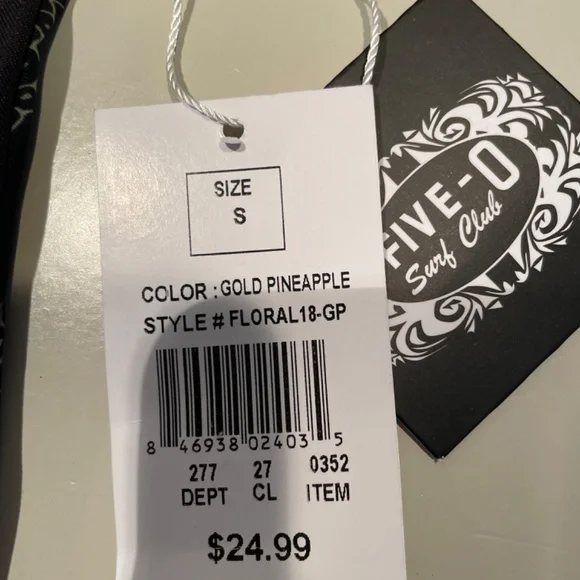 SIZE
S
COLOR : GOLD PINEAPPLE
STYLE # FLORAL18-GP
8 46938 02403 5
277 27 0352
DEPT CL ITEM
$24.99
FIVE-O
Surf Club